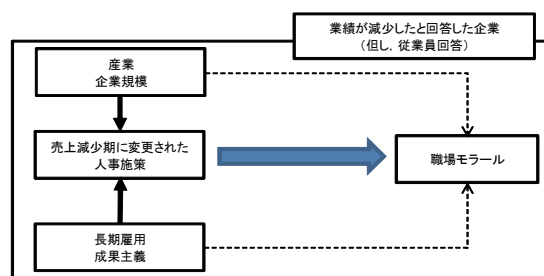 業績が減少したと回答した企業
（但し，従業員回答）
産業
企業規模
売上減少期に変更された
人事施策
職場モラール
長期雇用
成果主義